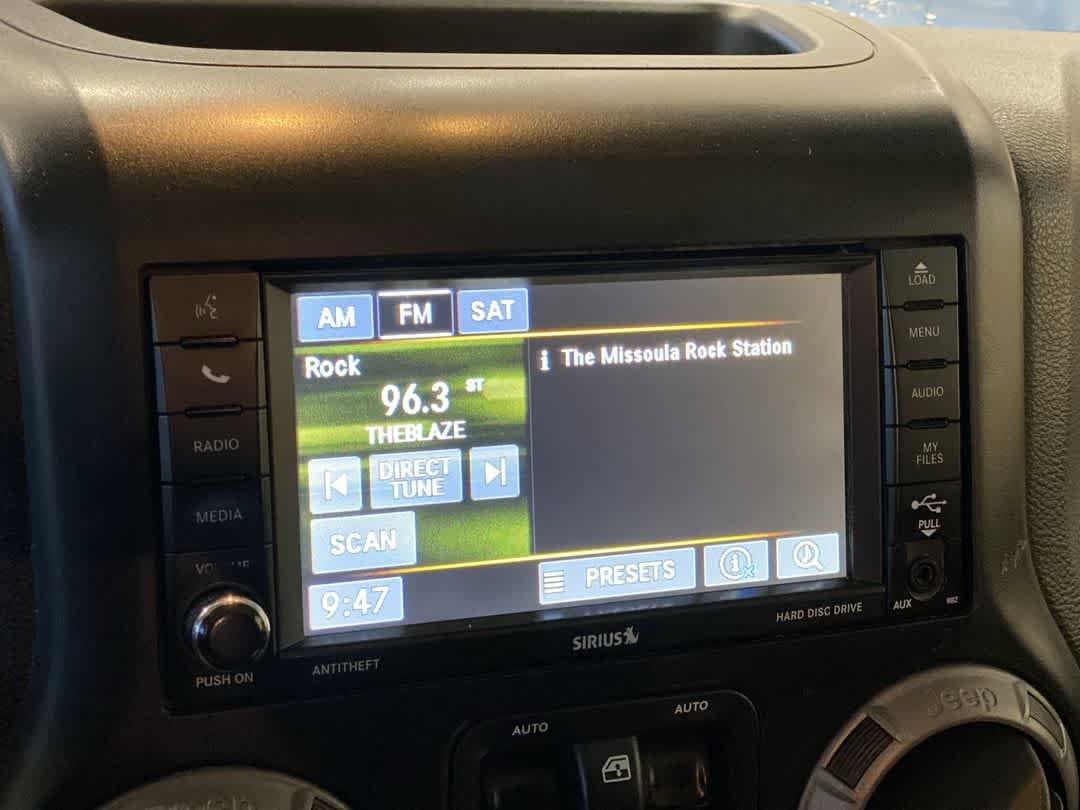 AM FM SAT
Rock
96.3 ST
THEBLAZE
DIRECT
TUNE
SCAN
9:47
i The Missoula Rock Station
PRESETS
RADIO
MEDIA
PUSH ON
ANTITHEFT
SIRIUS
HARD DISC DRIVE
LOAD
MENU
AUDIO
MY
FILES
PULL
AUX
RBZ
AUTO
AUTO
Jeep